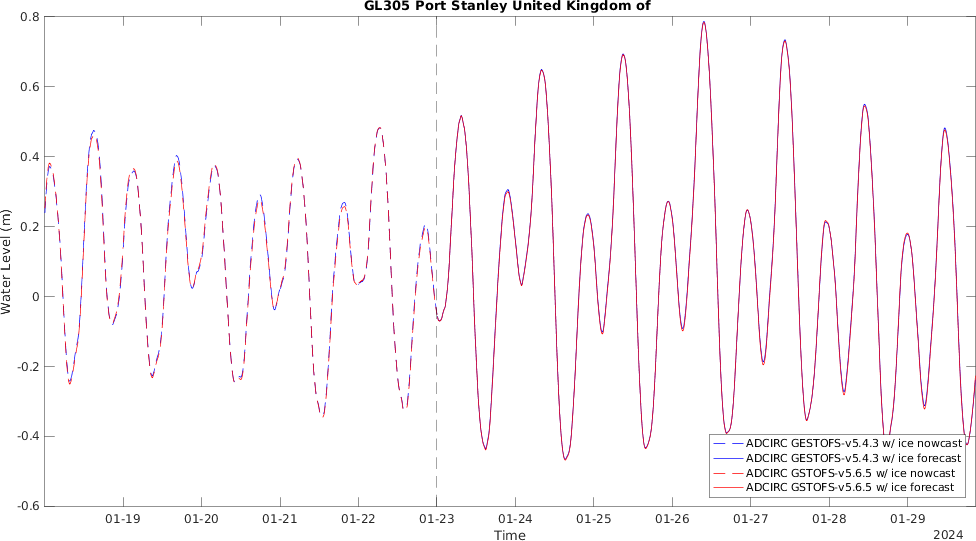 GL305 Port Stanley United Kingdom of
0.8
0.6
0.4
0.2
0
-0.2
-0.4
-0.6
Water Level (m)
01-19 01-20 01-21 01-22 01-23 01-24 01-25 01-26 01-27 01-28 01-29
Time
2024
ADCIRC GESTOFS-v5.4.3 w/ ice nowcast
ADCIRC GESTOFS-v5.4.3 w/ ice forecast
ADCIRC GSTOFS-v5.6.5 w/ ice nowcast
ADCIRC GSTOFS-v5.6.5 w/ ice forecast